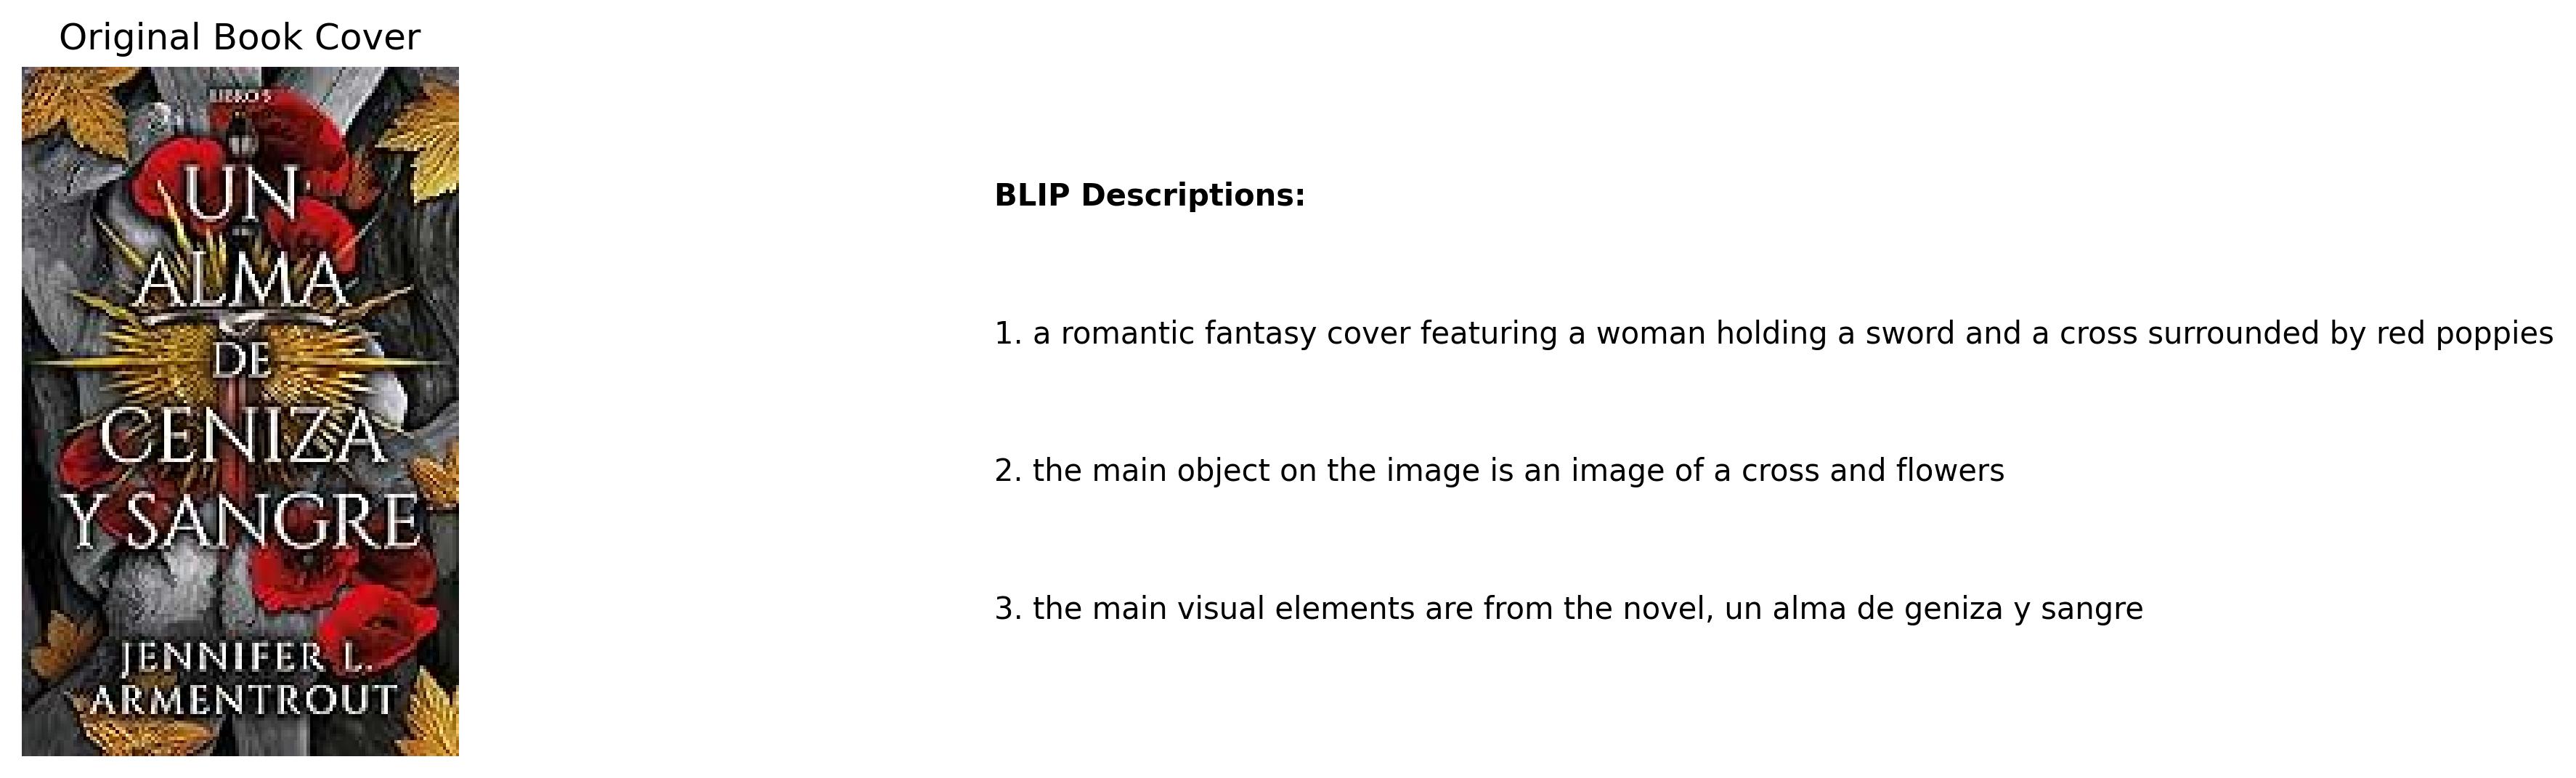 Original Book Cover
LIBRO 5
UN
ALMA
DE
CENIZA
Y SANGRE
JENNIFER L.
ARMENTROUT
BLIP Descriptions:
1. a romantic fantasy cover featuring a woman holding a sword and a cross surrounded by red poppies
2. the main object on the image is an image of a cross and flowers
3. the main visual elements are from the novel, un alma de geniza y sangre